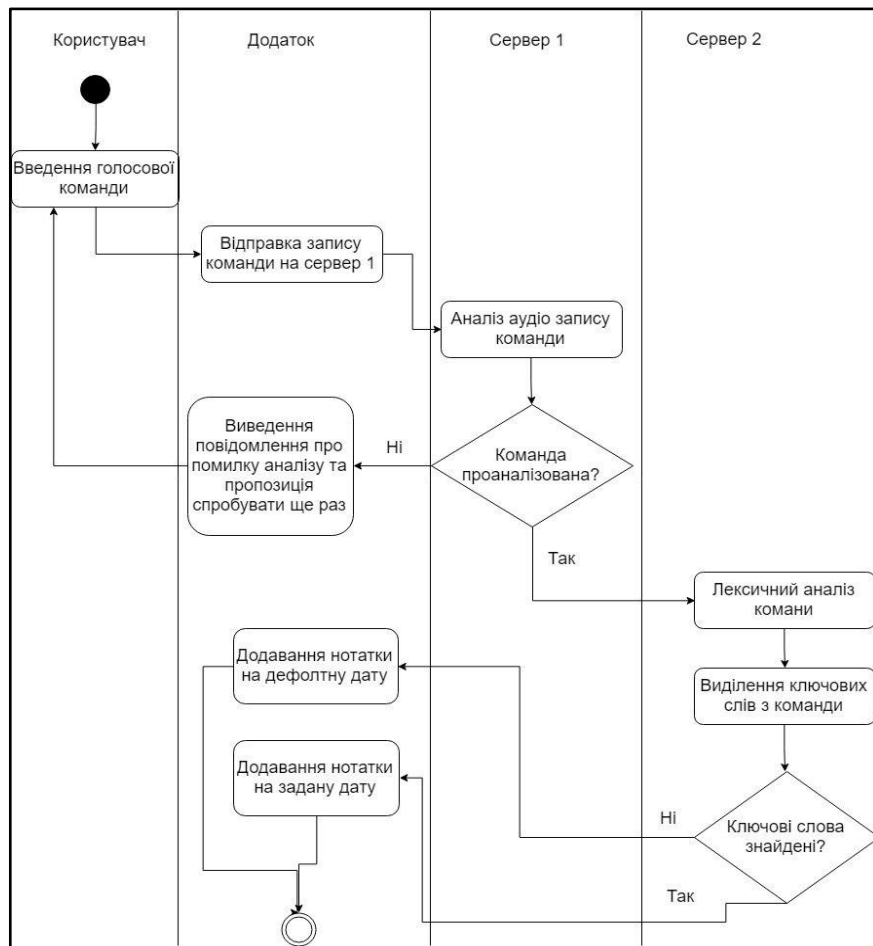 Користувач
Додаток
Сервер 1
Сервер 2
Введення голосової
команди
Відправка запису
команди на сервер 1
Аналіз аудіо запису
команди
Виведення
повідомлення про
помилку аналізу та
пропозиція
спробувати ще раз
Ні
Команда
проаналізована?
Так
Лексичний аналіз
комани
Додавання нотатки
на дефолтну дату
Виділення ключових
слів з команди
Додавання нотатки
на задану дату
Ні
Ключові слова
знайдені?
Так